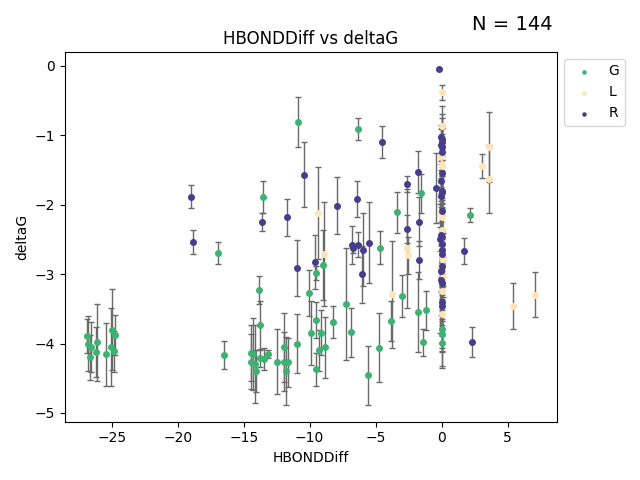 N = 144
HBONDDiff vs deltaG
G
L
R
deltaG
0
−1
−2
−3
−4
−5
−25
−20
−15
−10
−5
0
5
HBONDDiff